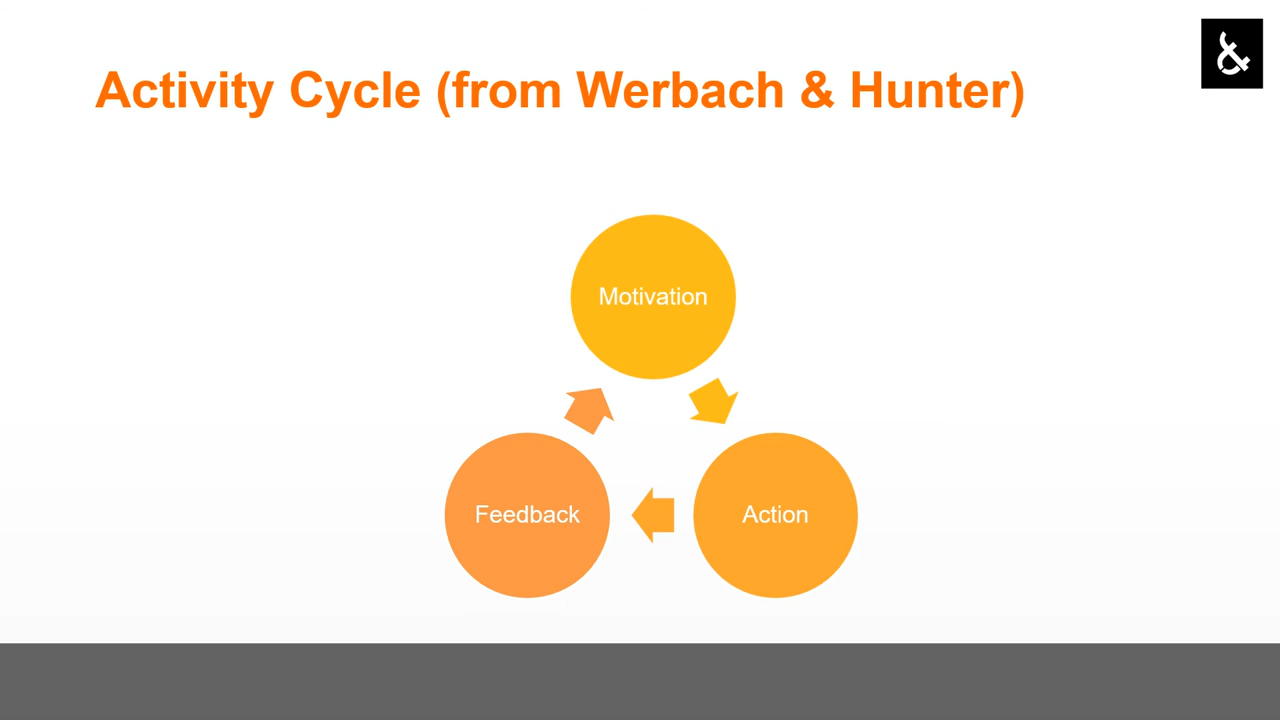 Activity Cycle (from Werbach & Hunter)
&
Motivation
Feedback
Action